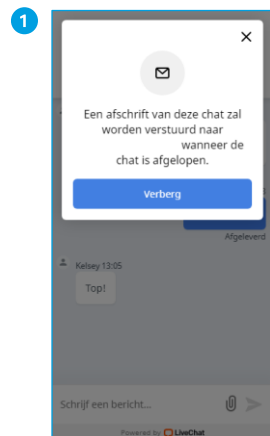 1
Een afschrift van deze chat zal
worden verstuurd naar
wanneer de
chat is afgelopen.
Verberg
Afgeleverd
Kelsey 13:05
Top!
Schrijf een bericht...
Powered by LiveChat